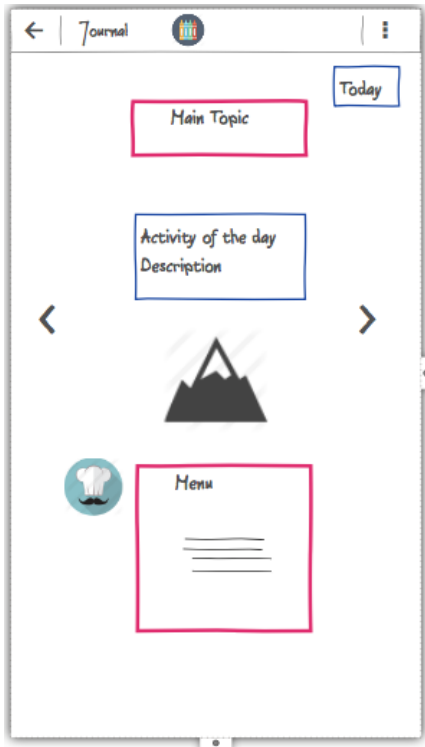 Journal
Today
Main Topic
Activity of the day
Description
Menu